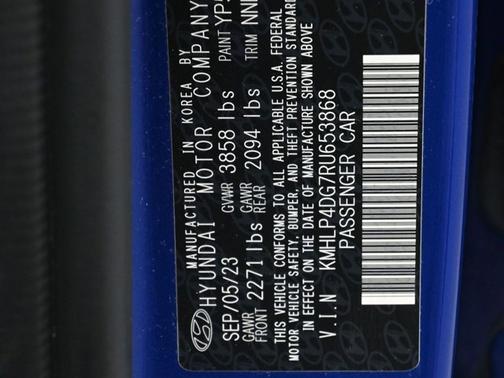 MANUFACTURED IN KOREA BY
HYUNDAI MOTOR COMPANY
SEP/05/23 GVWR 3858 lbs PAINT
GAWR FRONT 2271 lbs GAWR REAR 2094 lbs TRIM
THIS VEHICLE CONFORMS TO ALL APPLICABLE U.S.A. FEDERAL
MOTOR VEHICLE SAFETY, BUMPER, AND THEFT PREVENTION STANDARD
IN EFFECT ON THE DATE OF MANUFACTURE SHOWN ABOVE
V.I.N KMHLP4DG7RU653868
PASSENGER CAR